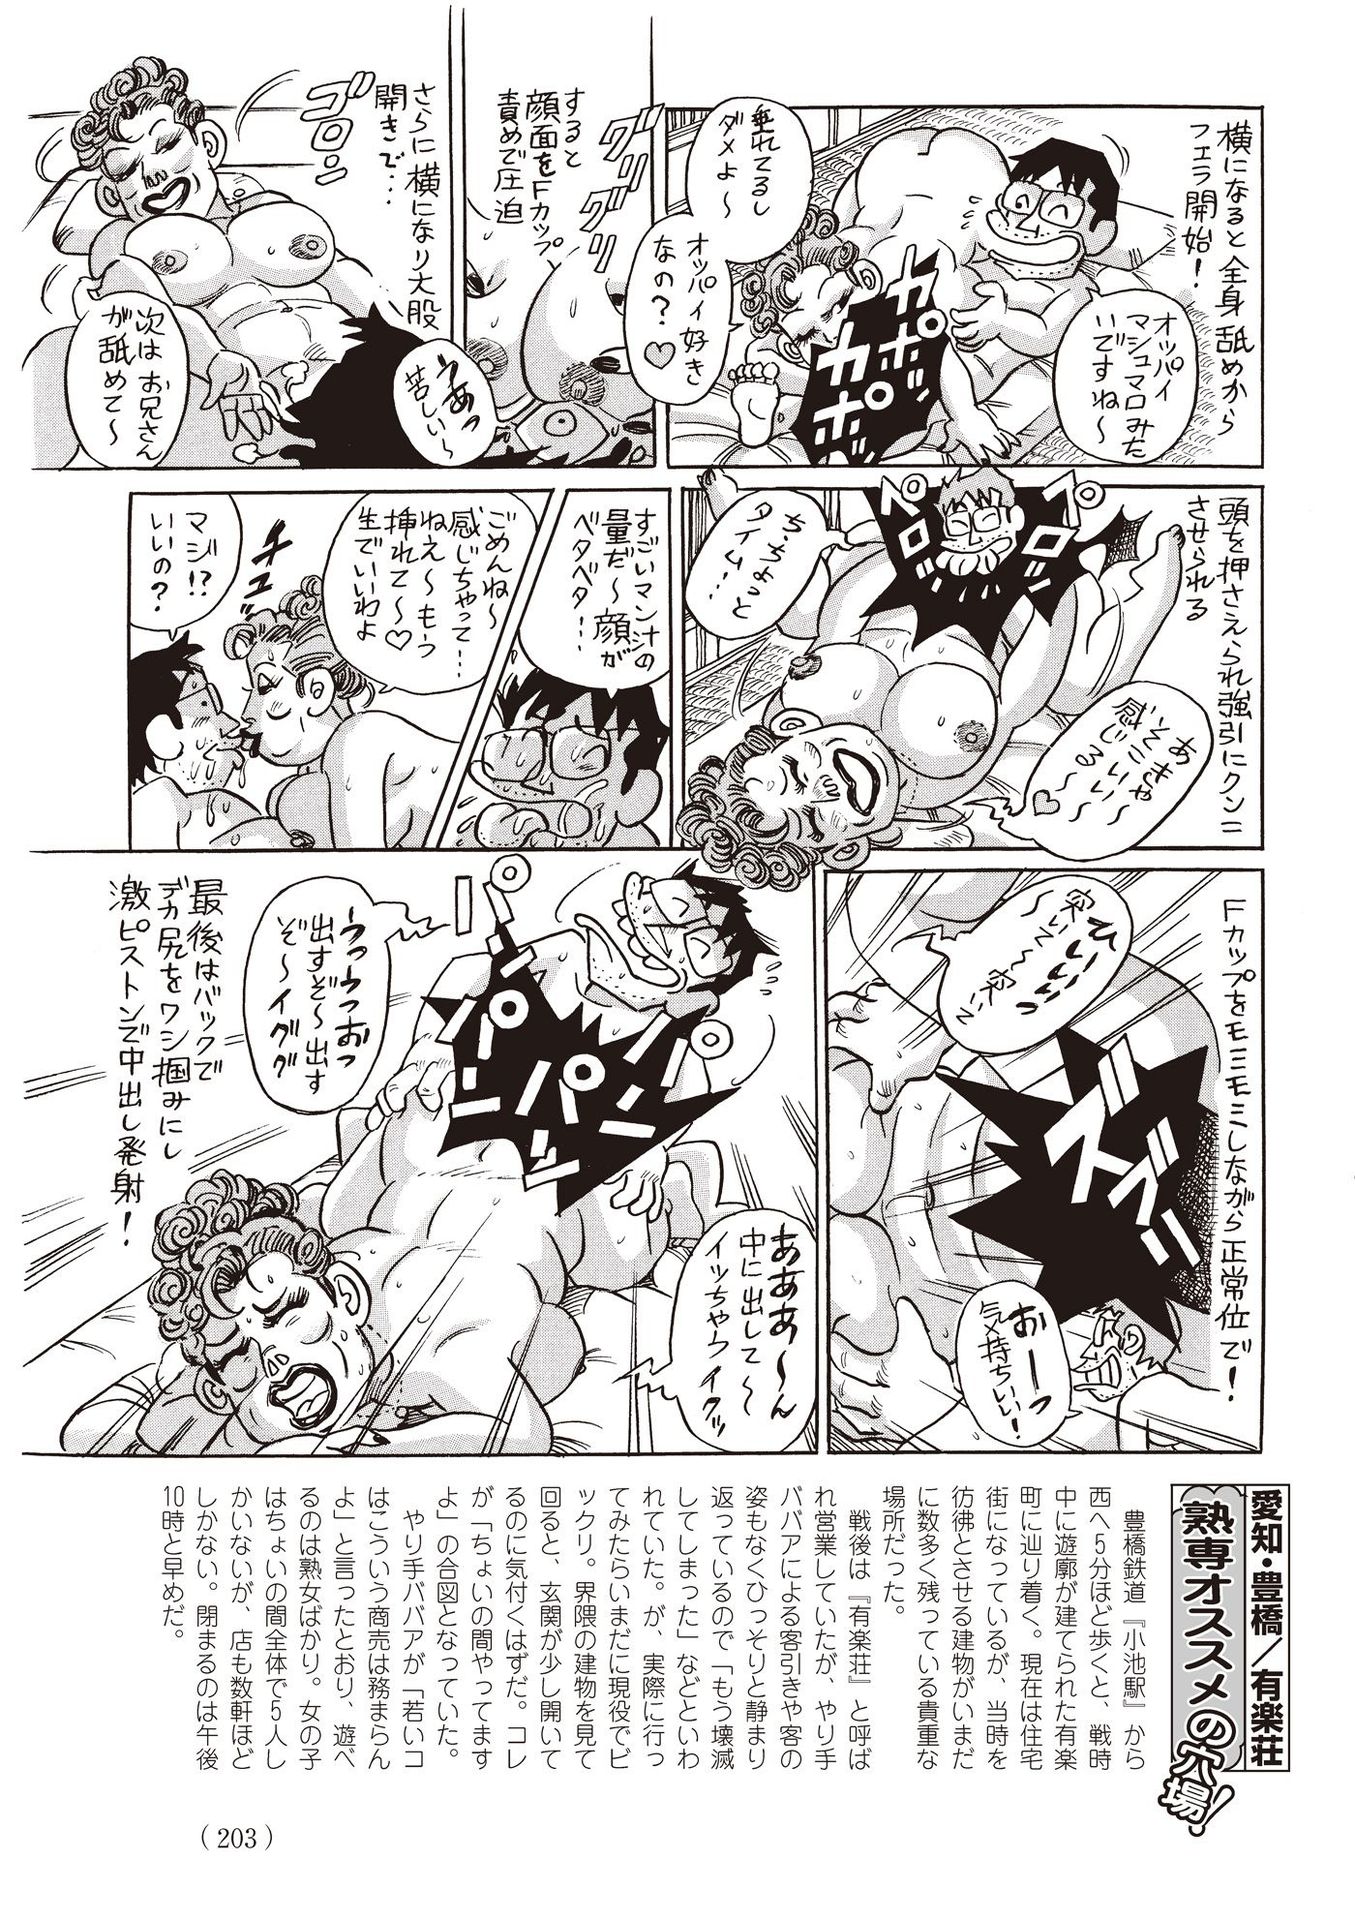 横になると全身舐めから
フェラ開始!
オッパイ
マシュマロみた
いですね～
カポ
カポ
垂れてるし
ダメよ～
オッパイ好き
なの?♡
すると
顔面をFカップ
責めで圧迫
グリ
グリ
うあっ
苦しい～
さらに横になり大股
開きで…
ゴロン
次はお兄さん
が舐めて～
頭を押さえられ強引にクンニ
させられる
ペロ
ペロ
ち、ちょっと
タイム…
あきゃ～
そこいい～
感じる～♡
すごいマン汁の
量だ～顔が
ベタベタ…
ごめんね～
感じちゃって…
ねえ～もう
挿れて～♡
生でいいわよ
チュ
マジ!?
いいの?
Fカップをモミモミしながら正常位で!
ひーいいっ
突いて～突いて
ズブ
ズブ
おーっ
気持ちいい!
うっうっおっ
出すぞ～出す
ぞ～イグググ
パン
パン
パン
ああああ～ん
中に出して～
イッちゃウイクッ
最後はバックで
デカ尻をワシ掴みにし
激ピストンで中出し発射!
愛知・豊橋/有楽荘
熟専オススメの穴場!
豊橋鉄道『小池駅』から
西へ5分ほど歩くと、戦時
中に遊廓が建てられた有楽
町に辿り着く。現在は住宅
街になっているが、当時を
彷彿とさせる建物がいまだ
に数多く残っている貴重な
場所だった。
戦後は『有楽荘』と呼ば
れ営業していたが、やり手
ババアによる客引きや客の
姿もなくひっそりと静まり
返っているので「もう壊滅
してしまった」などといわ
れていた。が、実際に行っ
てみたらいまだに現役でビ
ックリ。界隈の建物を見て
回ると、玄関が少し開いて
るのに気付くはずだ。コレ
が「ちょいの間やってます
よ」の合図となっていた。
やり手ババアが「若いコ
はこういう商売は務まらん
よ」と言ったとおり、遊べ
るのは熟女ばかり。女の子
はちょいの間全体で5人し
かいないが、店も数軒ほど
しかない。閉まるのは午後
10時と早めだ。
(203)